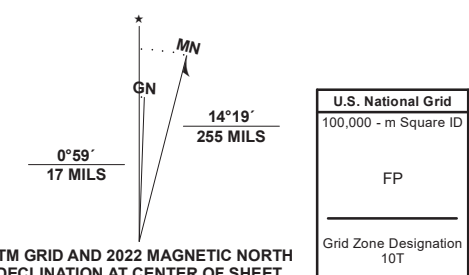 ★
MN
GN
14°19´
255 MILS
0°59´
17 MILS
TM GRID AND 2022 MAGNETIC NORTH
DECLINATION AT CENTER OF SHEET
U.S. National Grid
100,000 - m Square ID
FP
Grid Zone Designation
10T